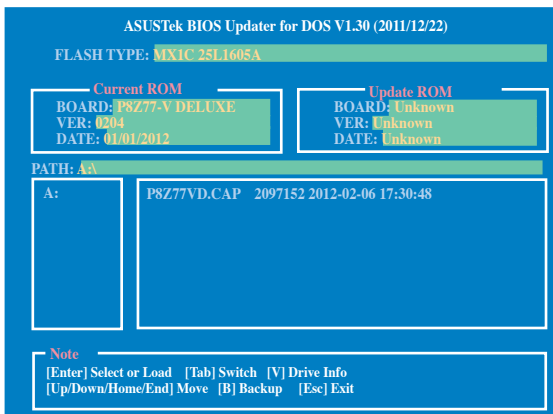 ASUSTek BIOS Updater for DOS V1.30 (2011/12/22)
FLASH TYPE: MX1C 25L1605A
Current ROM
BOARD: P8Z77-V DELUXE
VER: 0204
DATE: 01/01/2012
Update ROM
BOARD: Unknown
VER: Unknown
DATE: Unknown
PATH: A:\
A:
P8Z77VD.CAP 2097152 2012-02-06 17:30:48
Note
[Enter] Select or Load [Tab] Switch [V] Drive Info
[Up/Down/Home/End] Move [B] Backup [Esc] Exit